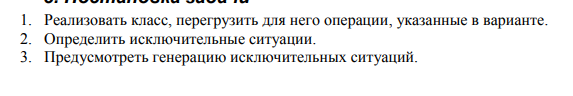 1. Реализовать класс, перегрузить для него операции, указанные в варианте.
2. Определить исключительные ситуации.
3. Предусмотреть генерацию исключительных ситуаций.